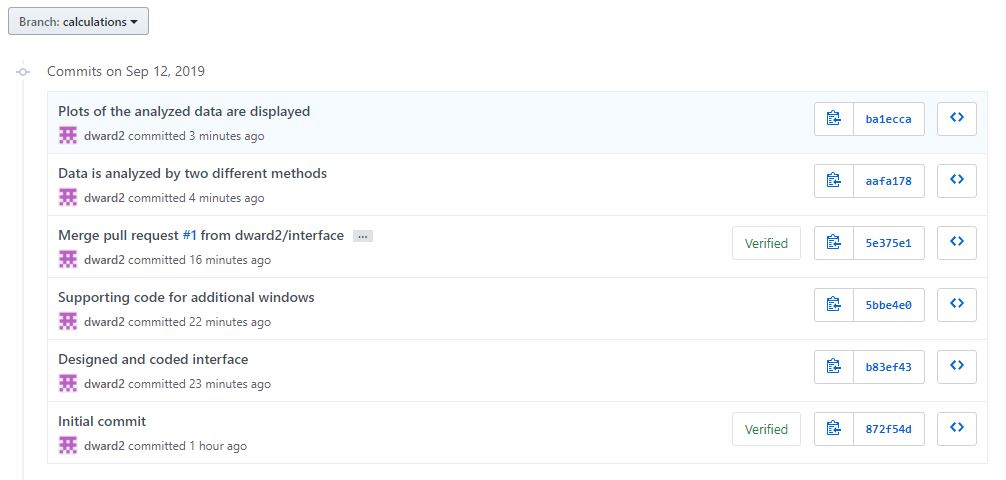 Branch: calculations
Commits on Sep 12, 2019
Plots of the analyzed data are displayed
dward2 committed 3 minutes ago
ba1ecca
Data is analyzed by two different methods
dward2 committed 4 minutes ago
aafa178
Merge pull request #1 from dward2/interface ...
dward2 committed 16 minutes ago
Verified
5e375e1
Supporting code for additional windows
dward2 committed 22 minutes ago
5bbe4e0
Designed and coded interface
dward2 committed 23 minutes ago
b83ef43
Initial commit
dward2 committed 1 hour ago
Verified
872f54d